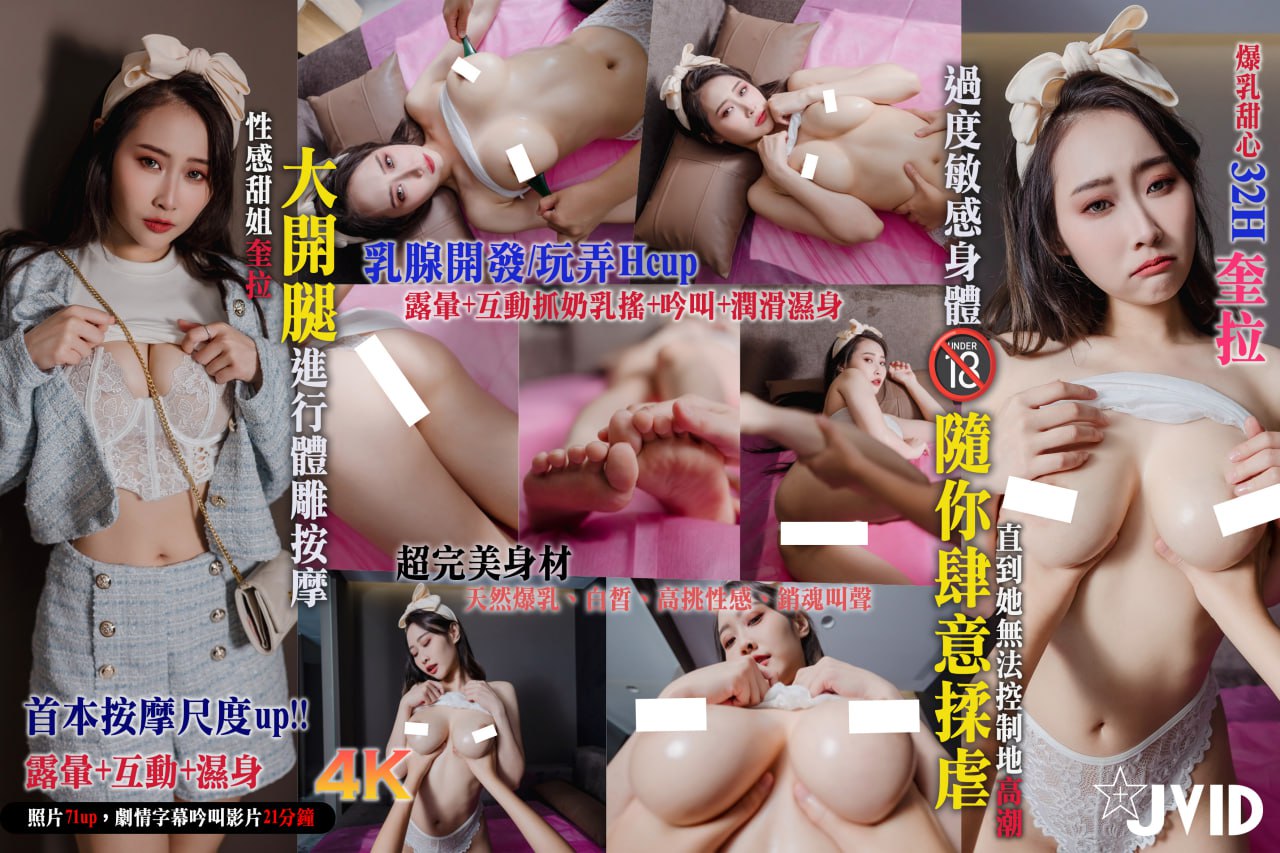 性感甜姐奎拉
大開腿
進行體雕按摩
首本按摩尺度up!!
露暈+互動+濕身
照片71up，劇情字幕吟叫影片21分鐘
乳腺開發/玩弄Hcup
露暈+互動抓奶乳搖+吟叫+潤滑濕身
超完美身材
天然爆乳、白皙、高挑性感、銷魂叫聲
4K
過度敏感身體
UNDER
18
隨你肆意揉虐
直到她無法控制地高潮
爆乳甜心32H奎拉
JVID